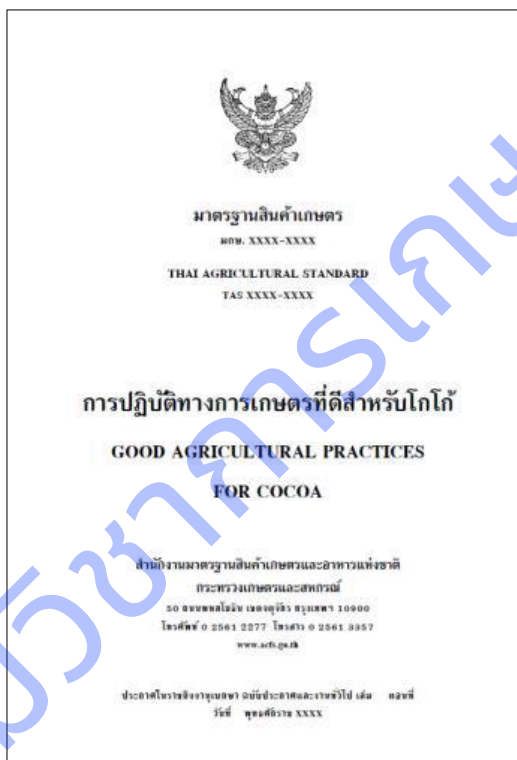 มาตรฐานสินค้าเกษตร
มกษ. XXXX-XXXX
THAI AGRICULTURAL STANDARD
TAS XXXX-XXXX
การปฏิบัติทางการเกษตรที่ดีสำหรับโกโก้
GOOD AGRICULTURAL PRACTICES
FOR COCOA
สำนักงานมาตรฐานสินค้าเกษตรและอาหารแห่งชาติ
กระทรวงเกษตรและสหกรณ์
50 ถนนพหลโยธิน เขตจตุจักร กรุงเทพฯ 10900
โทรศัพท์ 0 2561 2277 โทรสาร 0 2561 3357
www.acfs.go.th
ประกาศในราชกิจจานุเบกษา ฉบับประกาศและงานทั่วไป เล่ม ตอนที่
วันที่ พุทธศักราช XXXX
วิชาการเกษ